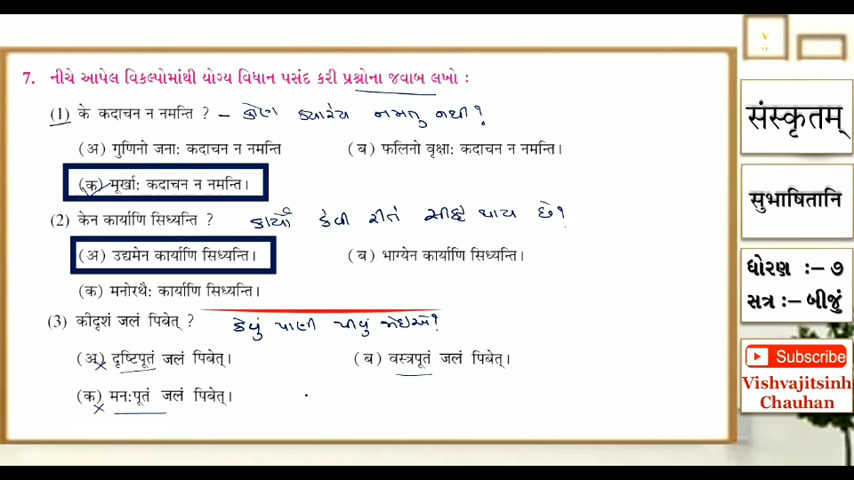 7. નીચે આપેલ વિકલ્પોમાંથી યોગ્ય વિધાન પસંદ કરી પ્રશ્નોના જવાબ લખો :
(1) के कदाचन न नमन्ति ? – કોણ ક્યારેય નમતુ નથી?
(अ) गुणिनो जनाः कदाचन न नमन्ति (ब) फलिनो वृक्षाः कदाचन न नमन्ति।
(क) मूर्खाः कदाचन न नमन्ति।
(2) केन कार्याणि सिध्यन्ति ? કાર્યો કેવી રીતે સીધ્ધ થાય છે?
(अ) उद्यमेन कार्याणि सिध्यन्ति। (ब) भाग्येन कार्याणि सिध्यन्ति।
(क) मनोरथैः कार्याणि सिध्यन्ति।
(3) कीदृशं जलं पिबेत् ? કેવું પાણી પીવું જોઇએ?
(अ) दृष्टिपूतं जलं पिबेत्। (ब) वस्त्रपूतं जलं पिबेत्।
(क) मनःपूतं जलं पिबेत्।
संस्कृतम्
सुभाषितानि
ધોરણ :- ૭
સત્ર :- બીજું
Subscribe
Vishvajitsinh
Chauhan